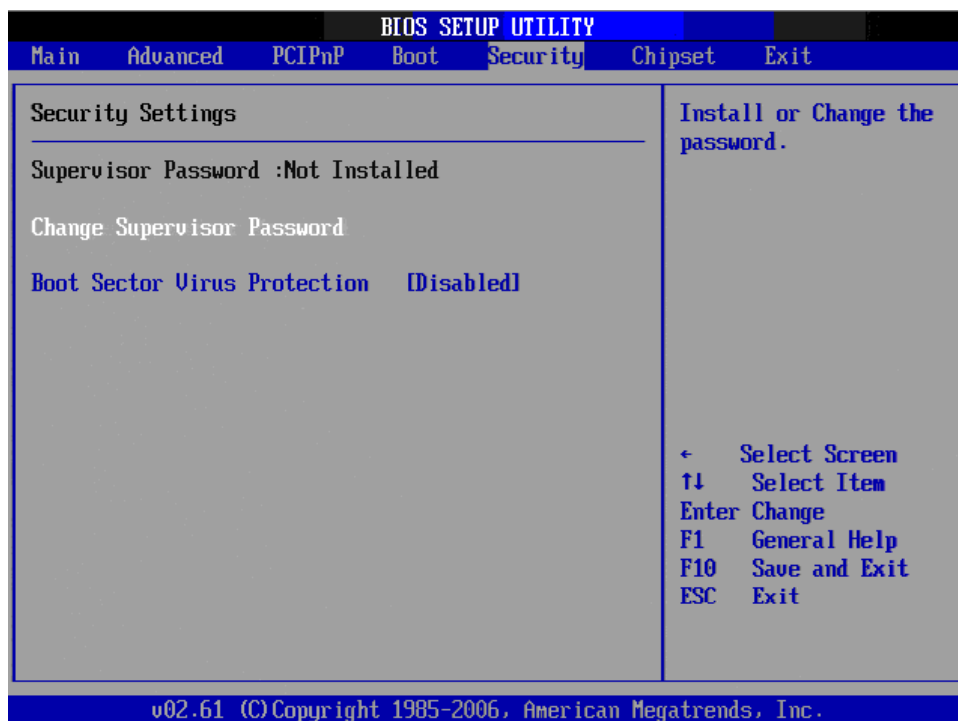 BIOS SETUP UTILITY
Main Advanced PCIPnP Boot Security Chipset Exit
Security Settings
Supervisor Password :Not Installed
Change Supervisor Password
Boot Sector Virus Protection [Disabled]
Install or Change the
password.
← Select Screen
↑↓ Select Item
Enter Change
F1 General Help
F10 Save and Exit
ESC Exit
v02.61 (C)Copyright 1985-2006, American Megatrends, Inc.